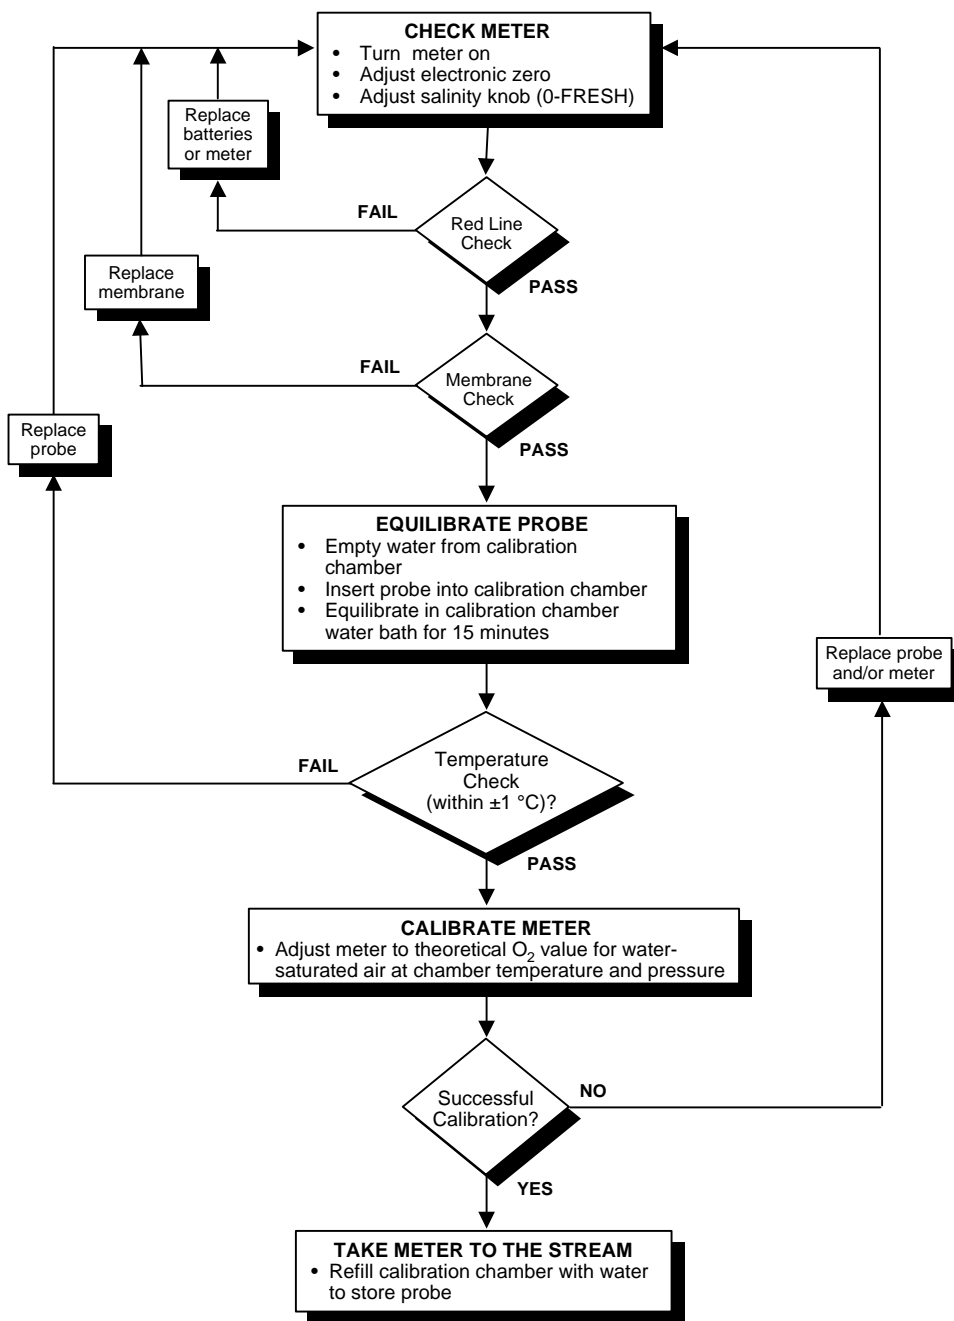 CHECK METER
• Turn meter on
• Adjust electronic zero
• Adjust salinity knob (0-FRESH)
Replace
batteries
or meter
FAIL
Red Line
Check
PASS
Replace
membrane
FAIL
Membrane
Check
PASS
Replace
probe
EQUILIBRATE PROBE
• Empty water from calibration
chamber
• Insert probe into calibration chamber
• Equilibrate in calibration chamber
water bath for 15 minutes
Replace probe
and/or meter
FAIL
Temperature
Check
(within ±1 °C)?
PASS
CALIBRATE METER
• Adjust meter to theoretical O₂ value for water-
saturated air at chamber temperature and pressure
Successful
Calibration?
NO
YES
TAKE METER TO THE STREAM
• Refill calibration chamber with water
to store probe